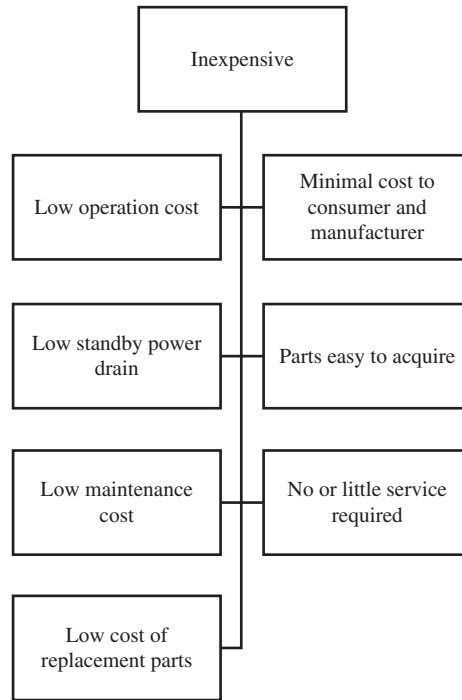 Inexpensive
Low operation cost
Minimal cost to
consumer and
manufacturer
Low standby power
drain
Parts easy to acquire
Low maintenance
cost
No or little service
required
Low cost of
replacement parts